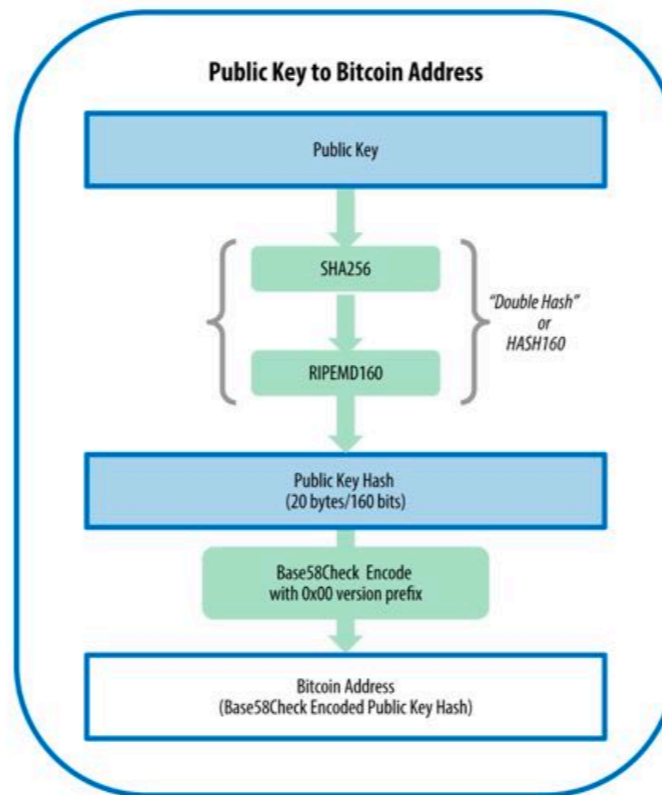 Public Key to Bitcoin Address
Public Key
SHA256
"Double Hash"
or
HASH160
RIPEMD160
Public Key Hash
(20 bytes/160 bits)
Base58Check Encode
with 0x00 version prefix
Bitcoin Address
(Base58Check Encoded Public Key Hash)